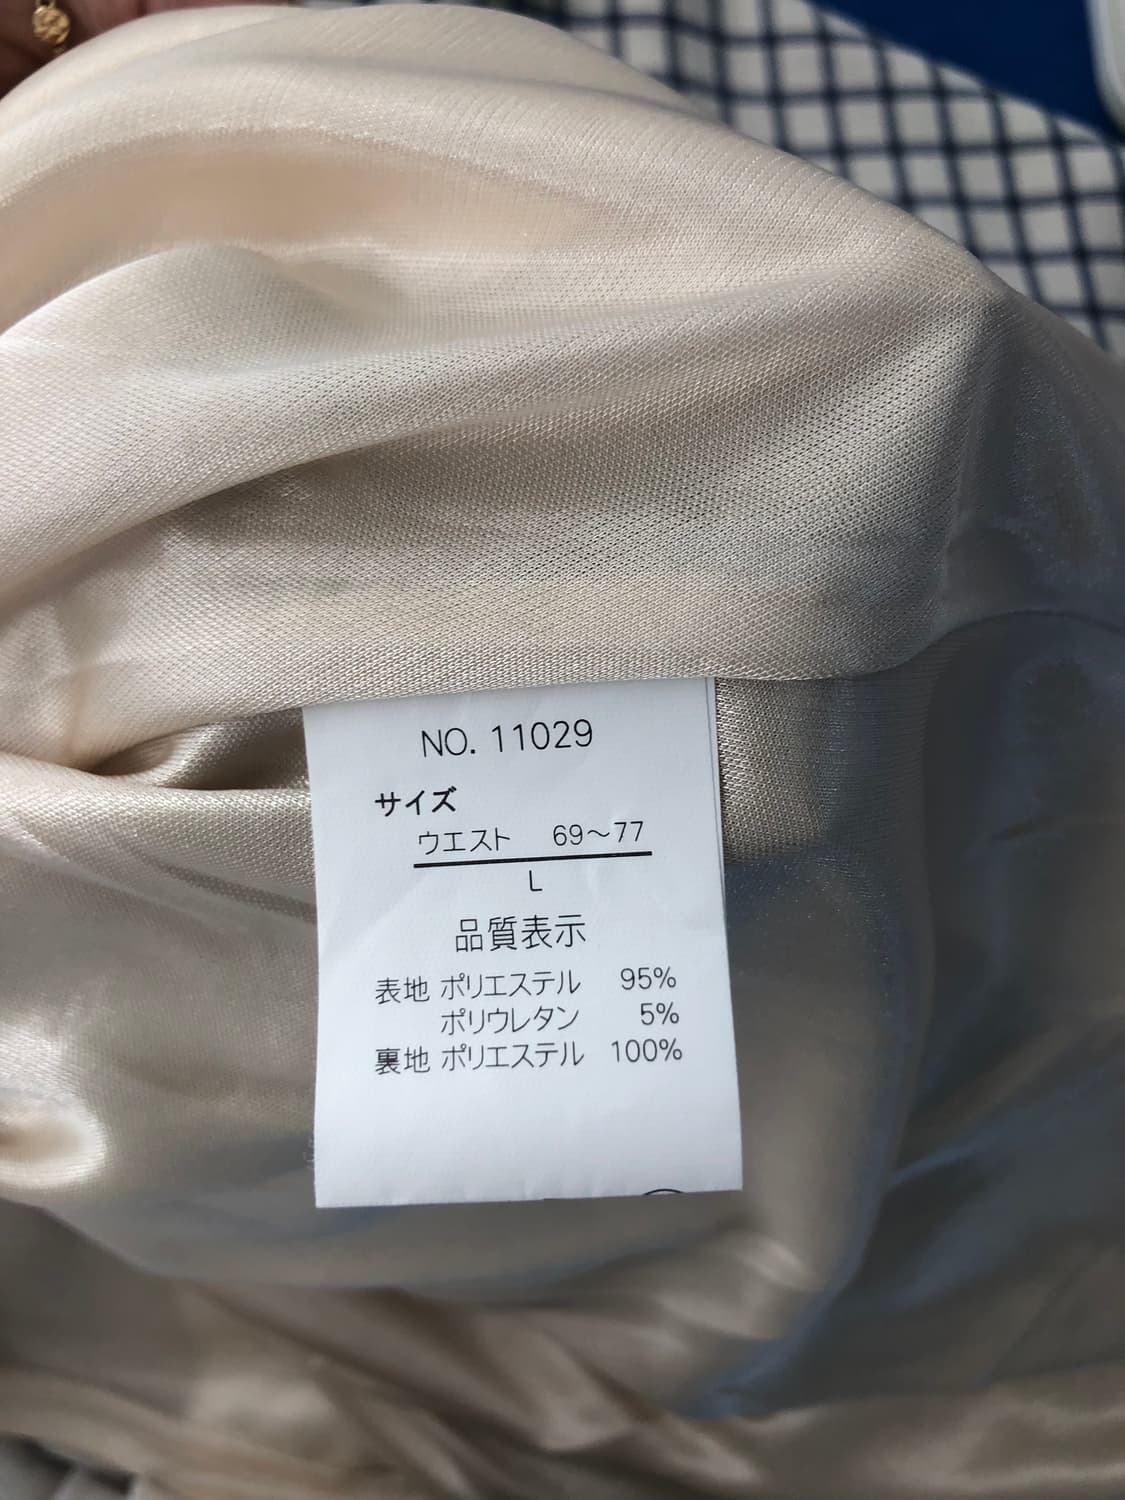 NO. 11029
サイズ
ウエスト 69～77
L
品質表示
表地 ポリエステル 95%
ポリウレタン 5%
裏地 ポリエステル 100%